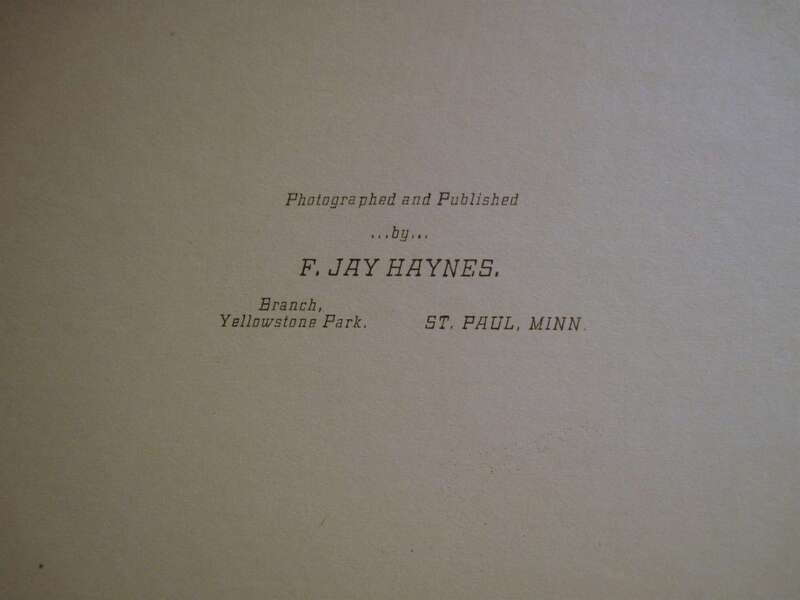 Photographed and Published
...by...
F. JAY HAYNES.
Branch,
Yellowstone Park.
ST. PAUL, MINN.